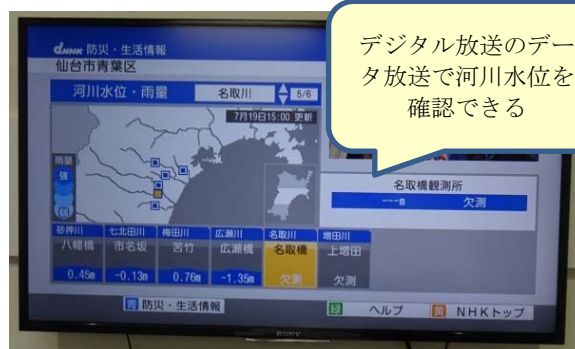 dNHK 防災・生活情報
仙台市青葉区
河川水位・雨量
名取川
5/6
7月19日15:00 更新
雨量
強
弱
名取橋観測所
---m 欠測
砂押川 七北田川 梅田川 広瀬川 名取川 増田川
八幡橋 市名坂 苦竹 広瀬橋 名取橋 上増田
0.45m -0.13m 0.76m -1.35m 欠測 欠測
青 防災・生活情報
緑 ヘルプ
黄 NHKトップ
SONY
デジタル放送のデー
タ放送で河川水位を
確認できる